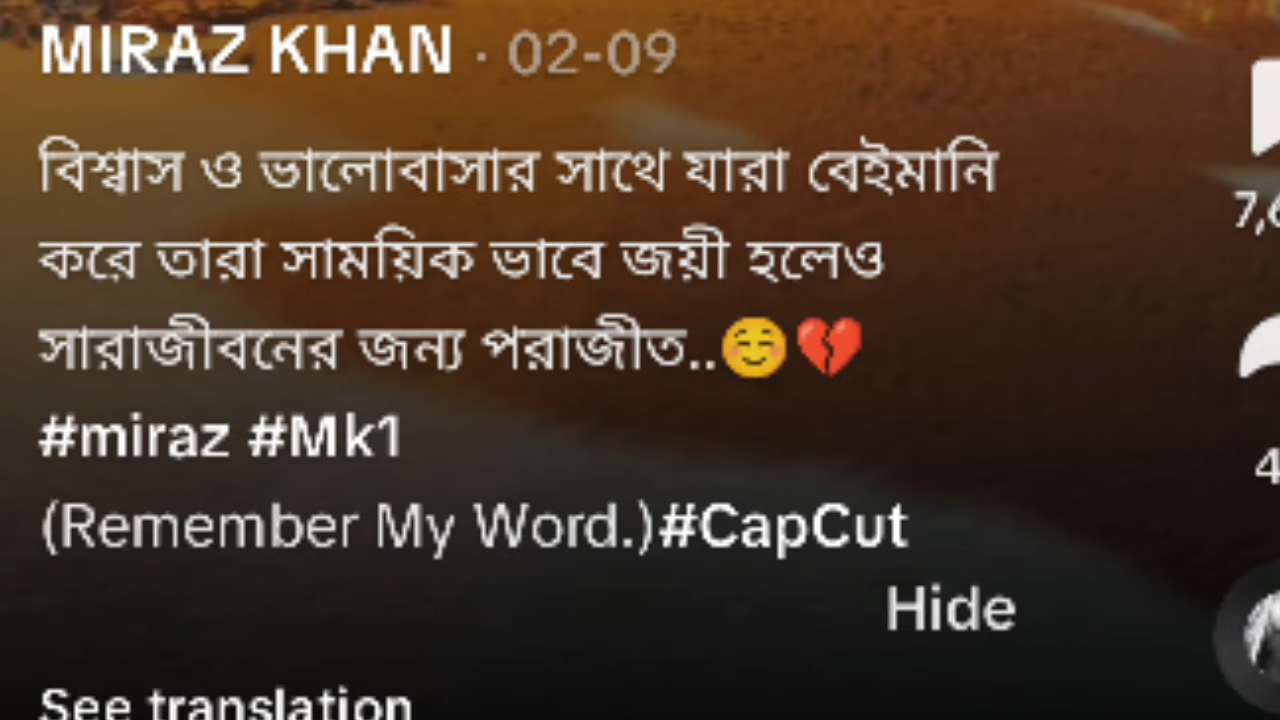 MIRAZ KHAN · 02-09
বিশ্বাস ও ভালোবাসার সাথে যারা বেইমানি
করে তারা সাময়িক ভাবে জয়ী হলেও
সারাজীবনের জন্য পরাজীত..☺️💔
#miraz #Mk1
(Remember My Word.)#CapCut
Hide
See translation